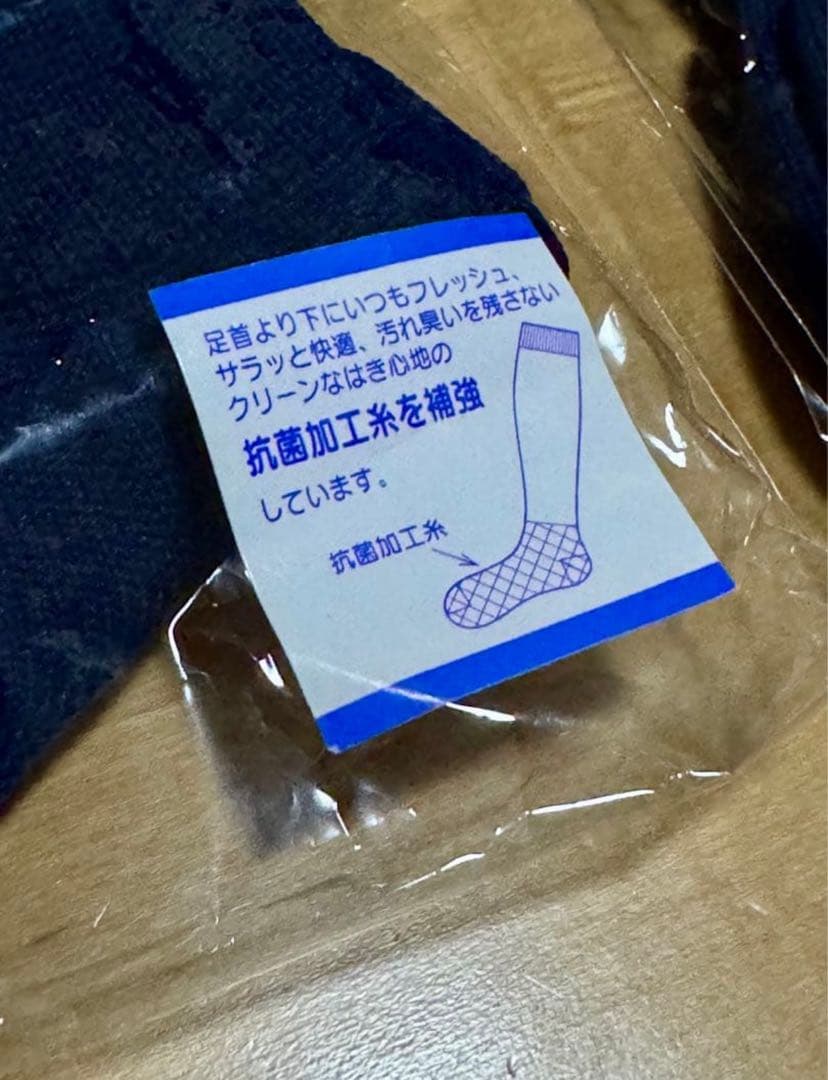 足首より下にいつもフレッシュ、
サラッと快適、汚れ臭いを残さない
クリーンなはき心地の
抗菌加工糸を補強
しています。
抗菌加工糸